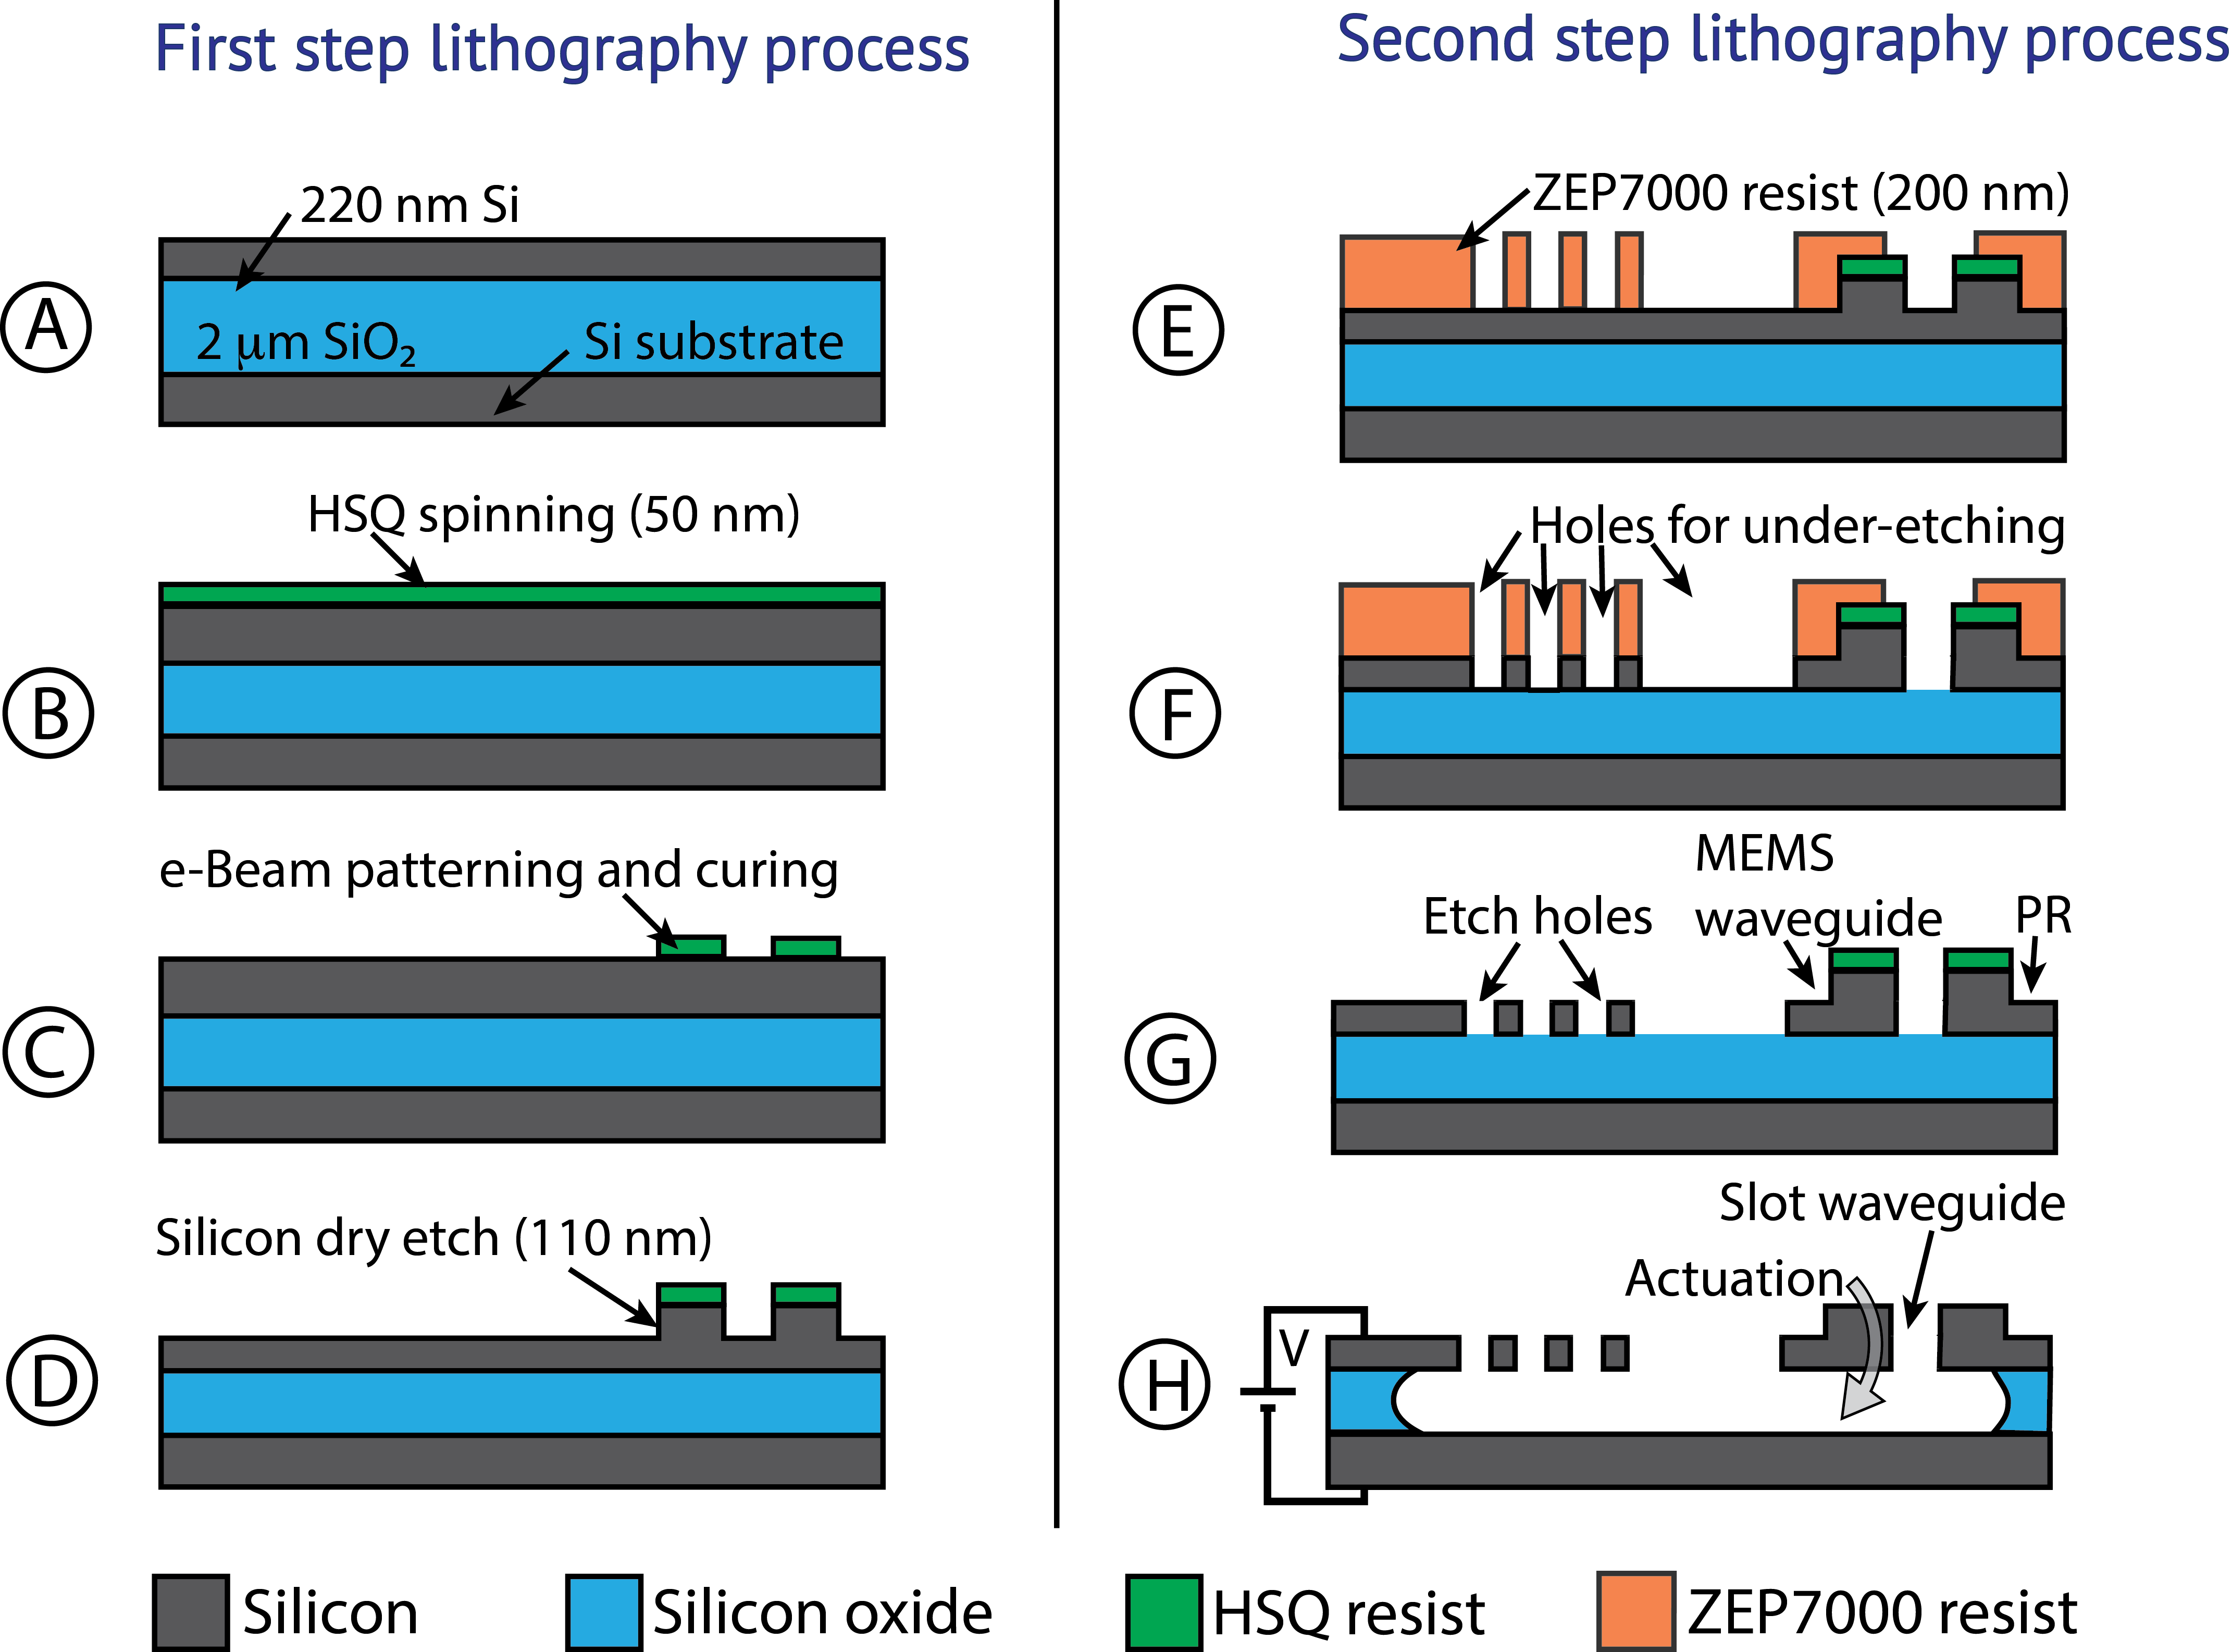 First step lithography process
220 nm Si
A
2 μm SiO₂
Si substrate
HSQ spinning (50 nm)
B
e-Beam patterning and curing
C
Silicon dry etch (110 nm)
D
Second step lithography process
ZEP7000 resist (200 nm)
E
Holes for under-etching
F
MEMS
waveguide
Etch holes
PR
G
Slot waveguide
Actuation
V
H
Silicon
Silicon oxide
HSQ resist
ZEP7000 resist